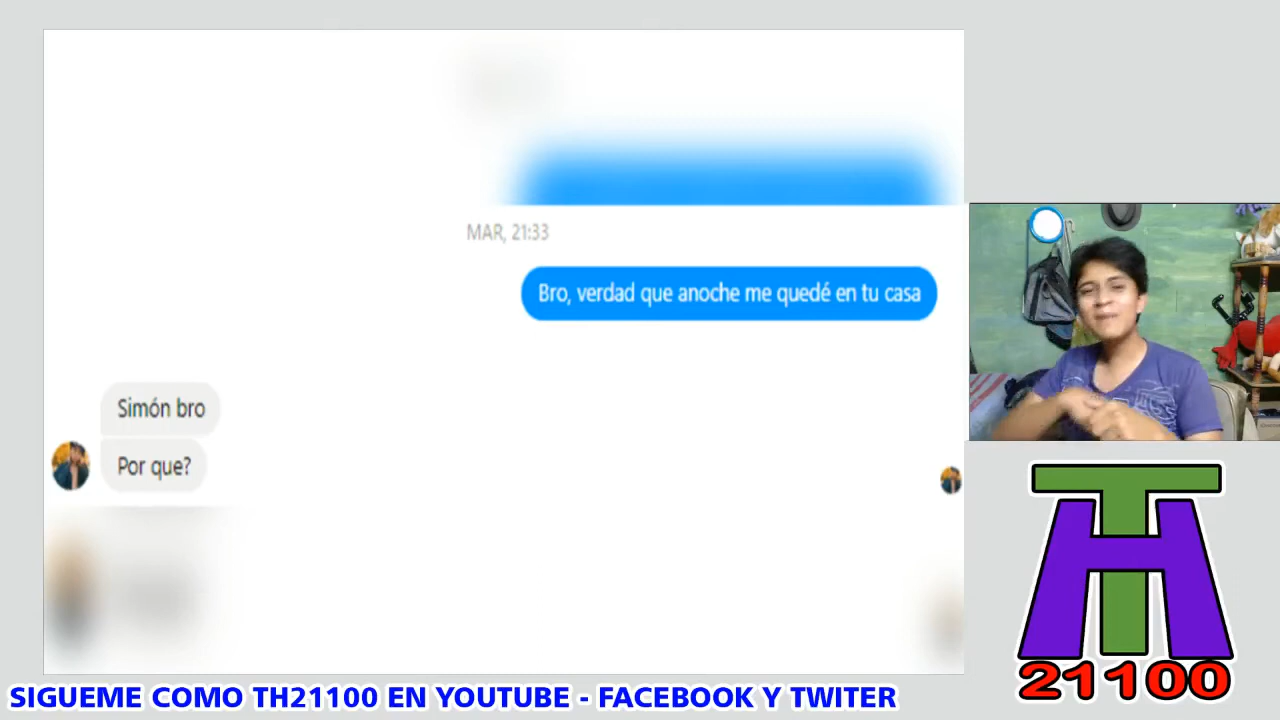 MAR, 21:33
Bro, verdad que anoche me quedé en tu casa
Simón bro
Por que?
TH
21100
SIGUEME COMO TH21100 EN YOUTUBE - FACEBOOK Y TWITER